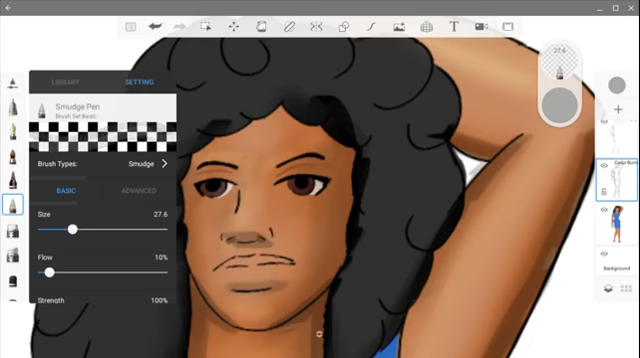 27.6
LIBRARY SETTING
Smudge Pen
Brush Set Basic
Brush Types: Smudge
BASIC ADVANCED
Size 27.6
Flow 10%
Strength 100%
Color Burn
Background